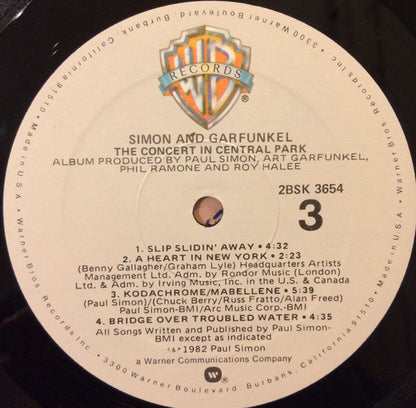 Warner Bros. Records Inc. • 3300 Warner Boulevard, Burbank, California 91510 • Made in U.S.A. •
WB
RECORDS
®
SIMON AND GARFUNKEL
THE CONCERT IN CENTRAL PARK
ALBUM PRODUCED BY PAUL SIMON, ART GARFUNKEL,
PHIL RAMONE AND ROY HALEE
2BSK 3654
3
1. SLIP SLIDIN' AWAY • 4:32
2. A HEART IN NEW YORK • 2:23
(Benny Gallagher/Graham Lyle) Headquarters Artists
Management Ltd. Adm. by Rondor Music (London)
Ltd. & Adm. by Irving Music, Inc. in the U.S. & Canada
3. KODACHROME/MABELLENE • 5:39
(Paul Simon)/(Chuck Berry/Russ Fratto/Alan Freed)
Paul Simon-BMI/Arc Music Corp.-BMI
4. BRIDGE OVER TROUBLED WATER • 4:35
All Songs Written and Published by Paul Simon-
BMI except as indicated
©℗1982 Paul Simon
a Warner Communications Company
W
®
Warner Bros. Records Inc. • 3300 Warner Boulevard, Burbank, California 91510 • Made in U.S.A. •